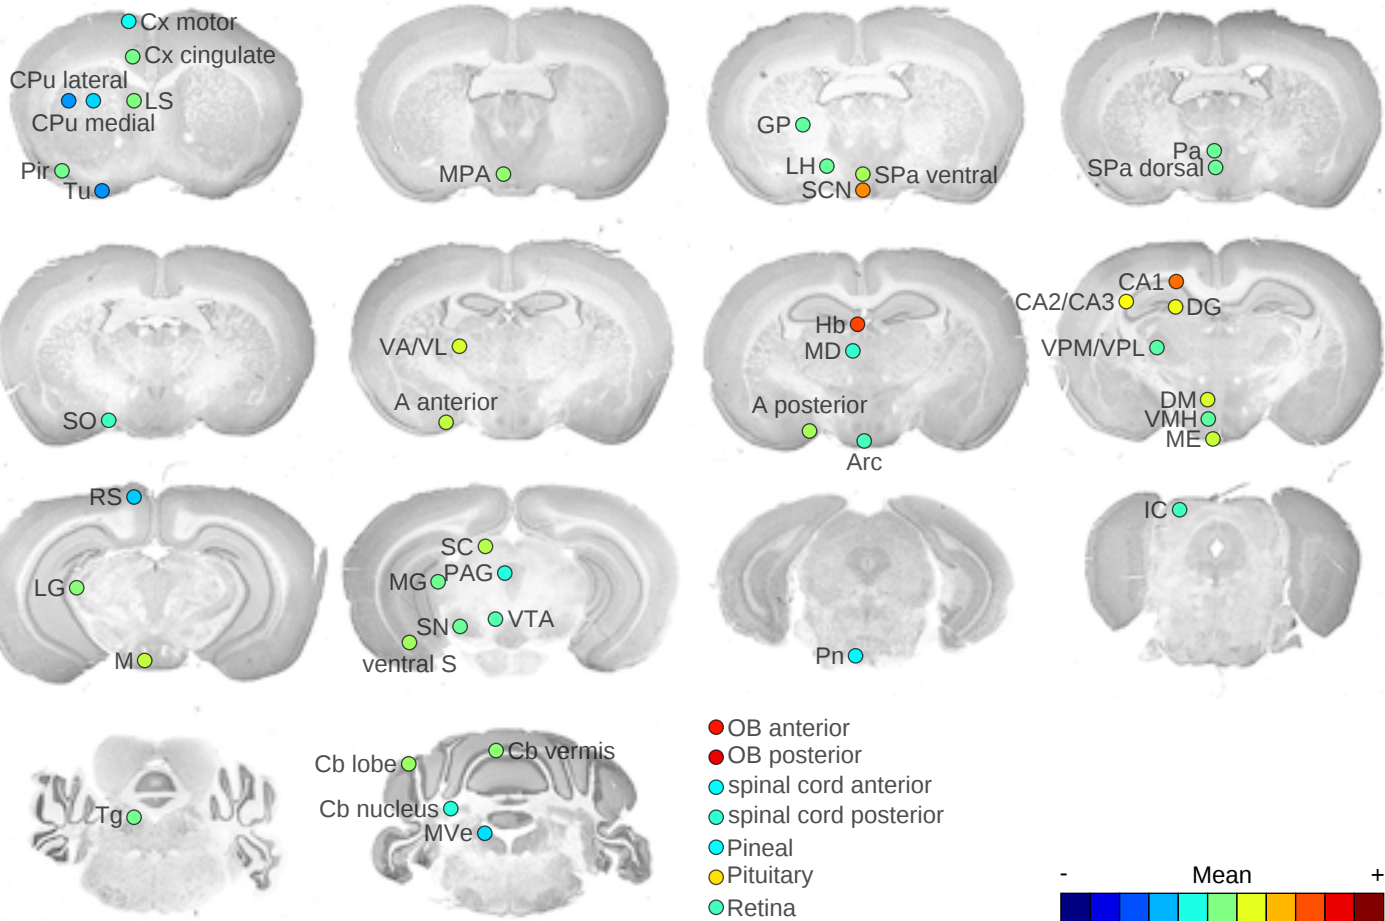 Cx motor
Cx cingulate
CPu lateral
LS
CPu medial
Pir
Tu
MPA
GP
LH
SPa ventral
SCN
Pa
SPa dorsal
SO
VA/VL
A anterior
Hb
MD
A posterior
Arc
CA1
CA2/CA3
DG
VPM/VPL
DM
VMH
ME
RS
LG
M
SC
MG
PAG
SN
VTA
ventral S
Pn
IC
Tg
Cb lobe
Cb vermis
Cb nucleus
MVe
OB anterior
OB posterior
spinal cord anterior
spinal cord posterior
Pineal
Pituitary
Retina
- Mean +